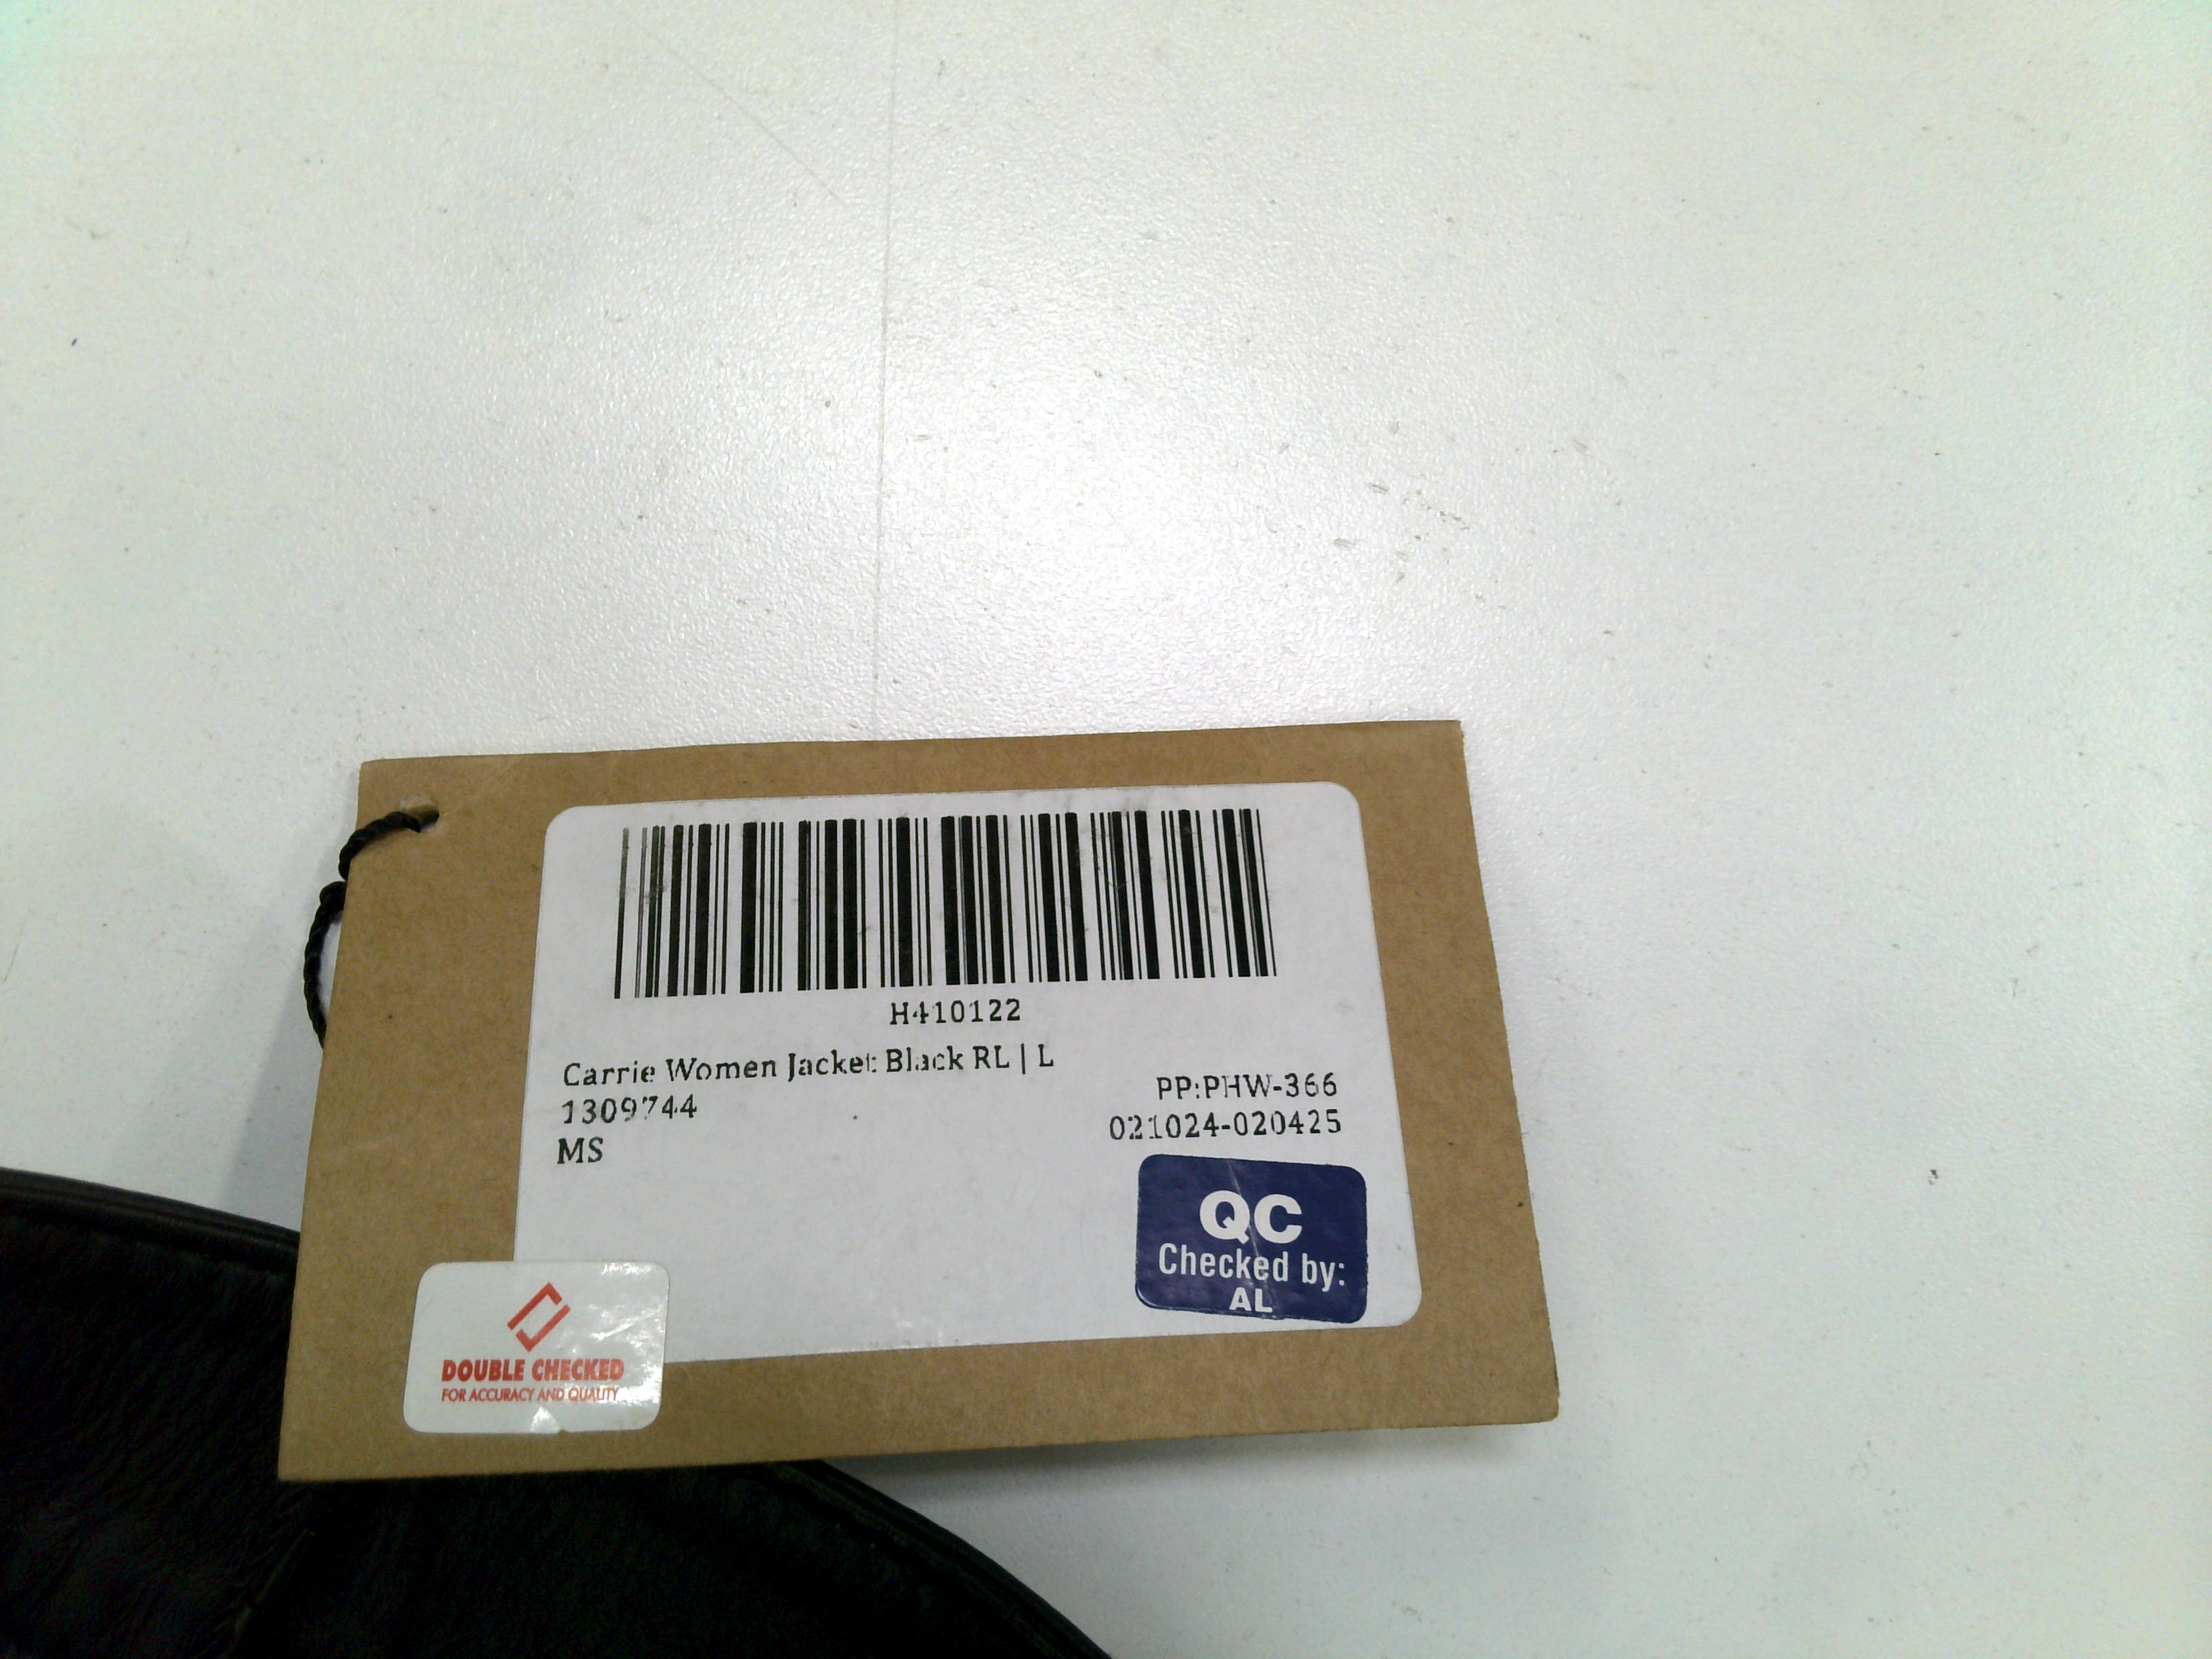 H410122
Carrie Women Jacket Black RL | L
1309744
MS
PP:PHW-366
021024-020425
QC
Checked by:
AL
DOUBLE CHECKED
FOR ACCURACY AND QUALITY